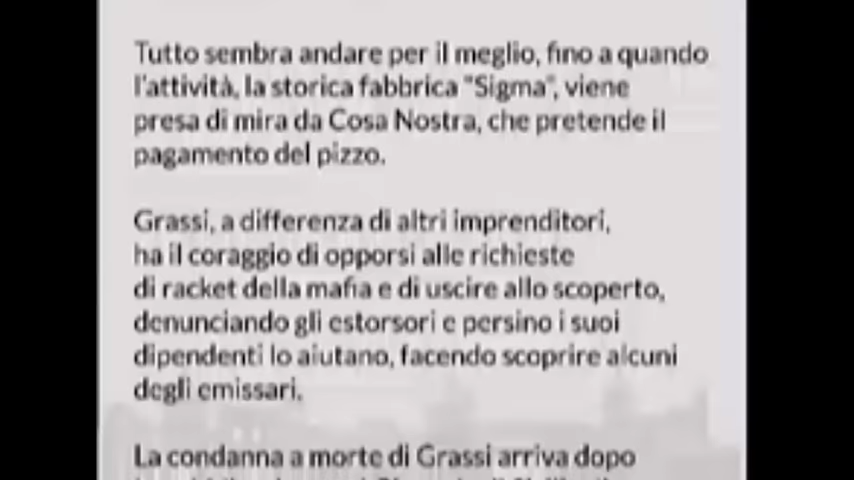 Tutto sembra andare per il meglio, fino a quando
l'attività, la storica fabbrica "Sigma", viene
presa di mira da Cosa Nostra, che pretende il
pagamento del pizzo.
Grassi, a differenza di altri imprenditori,
ha il coraggio di opporsi alle richieste
di racket della mafia e di uscire allo scoperto,
denunciando gli estorsori e persino i suoi
dipendenti lo aiutano, facendo scoprire alcuni
degli emissari.
La condanna a morte di Grassi arriva dopo